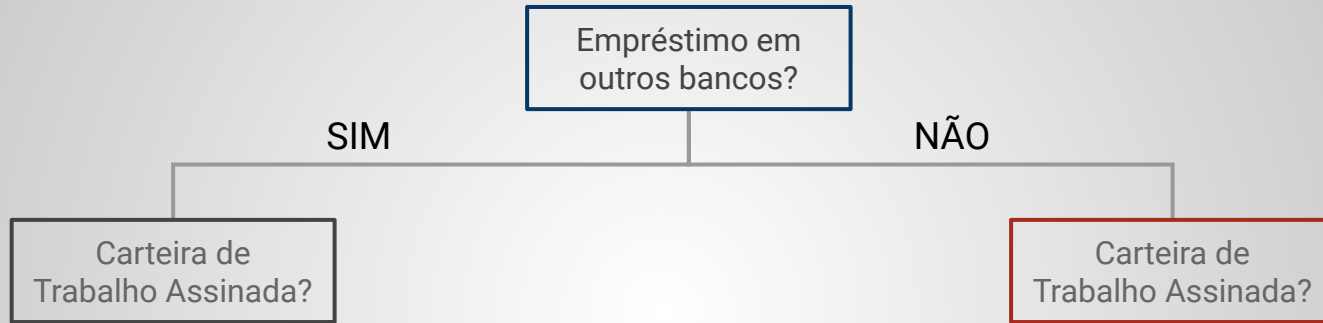 Empréstimo em
outros bancos?
SIM
NÃO
Carteira de
Trabalho Assinada?
Carteira de
Trabalho Assinada?